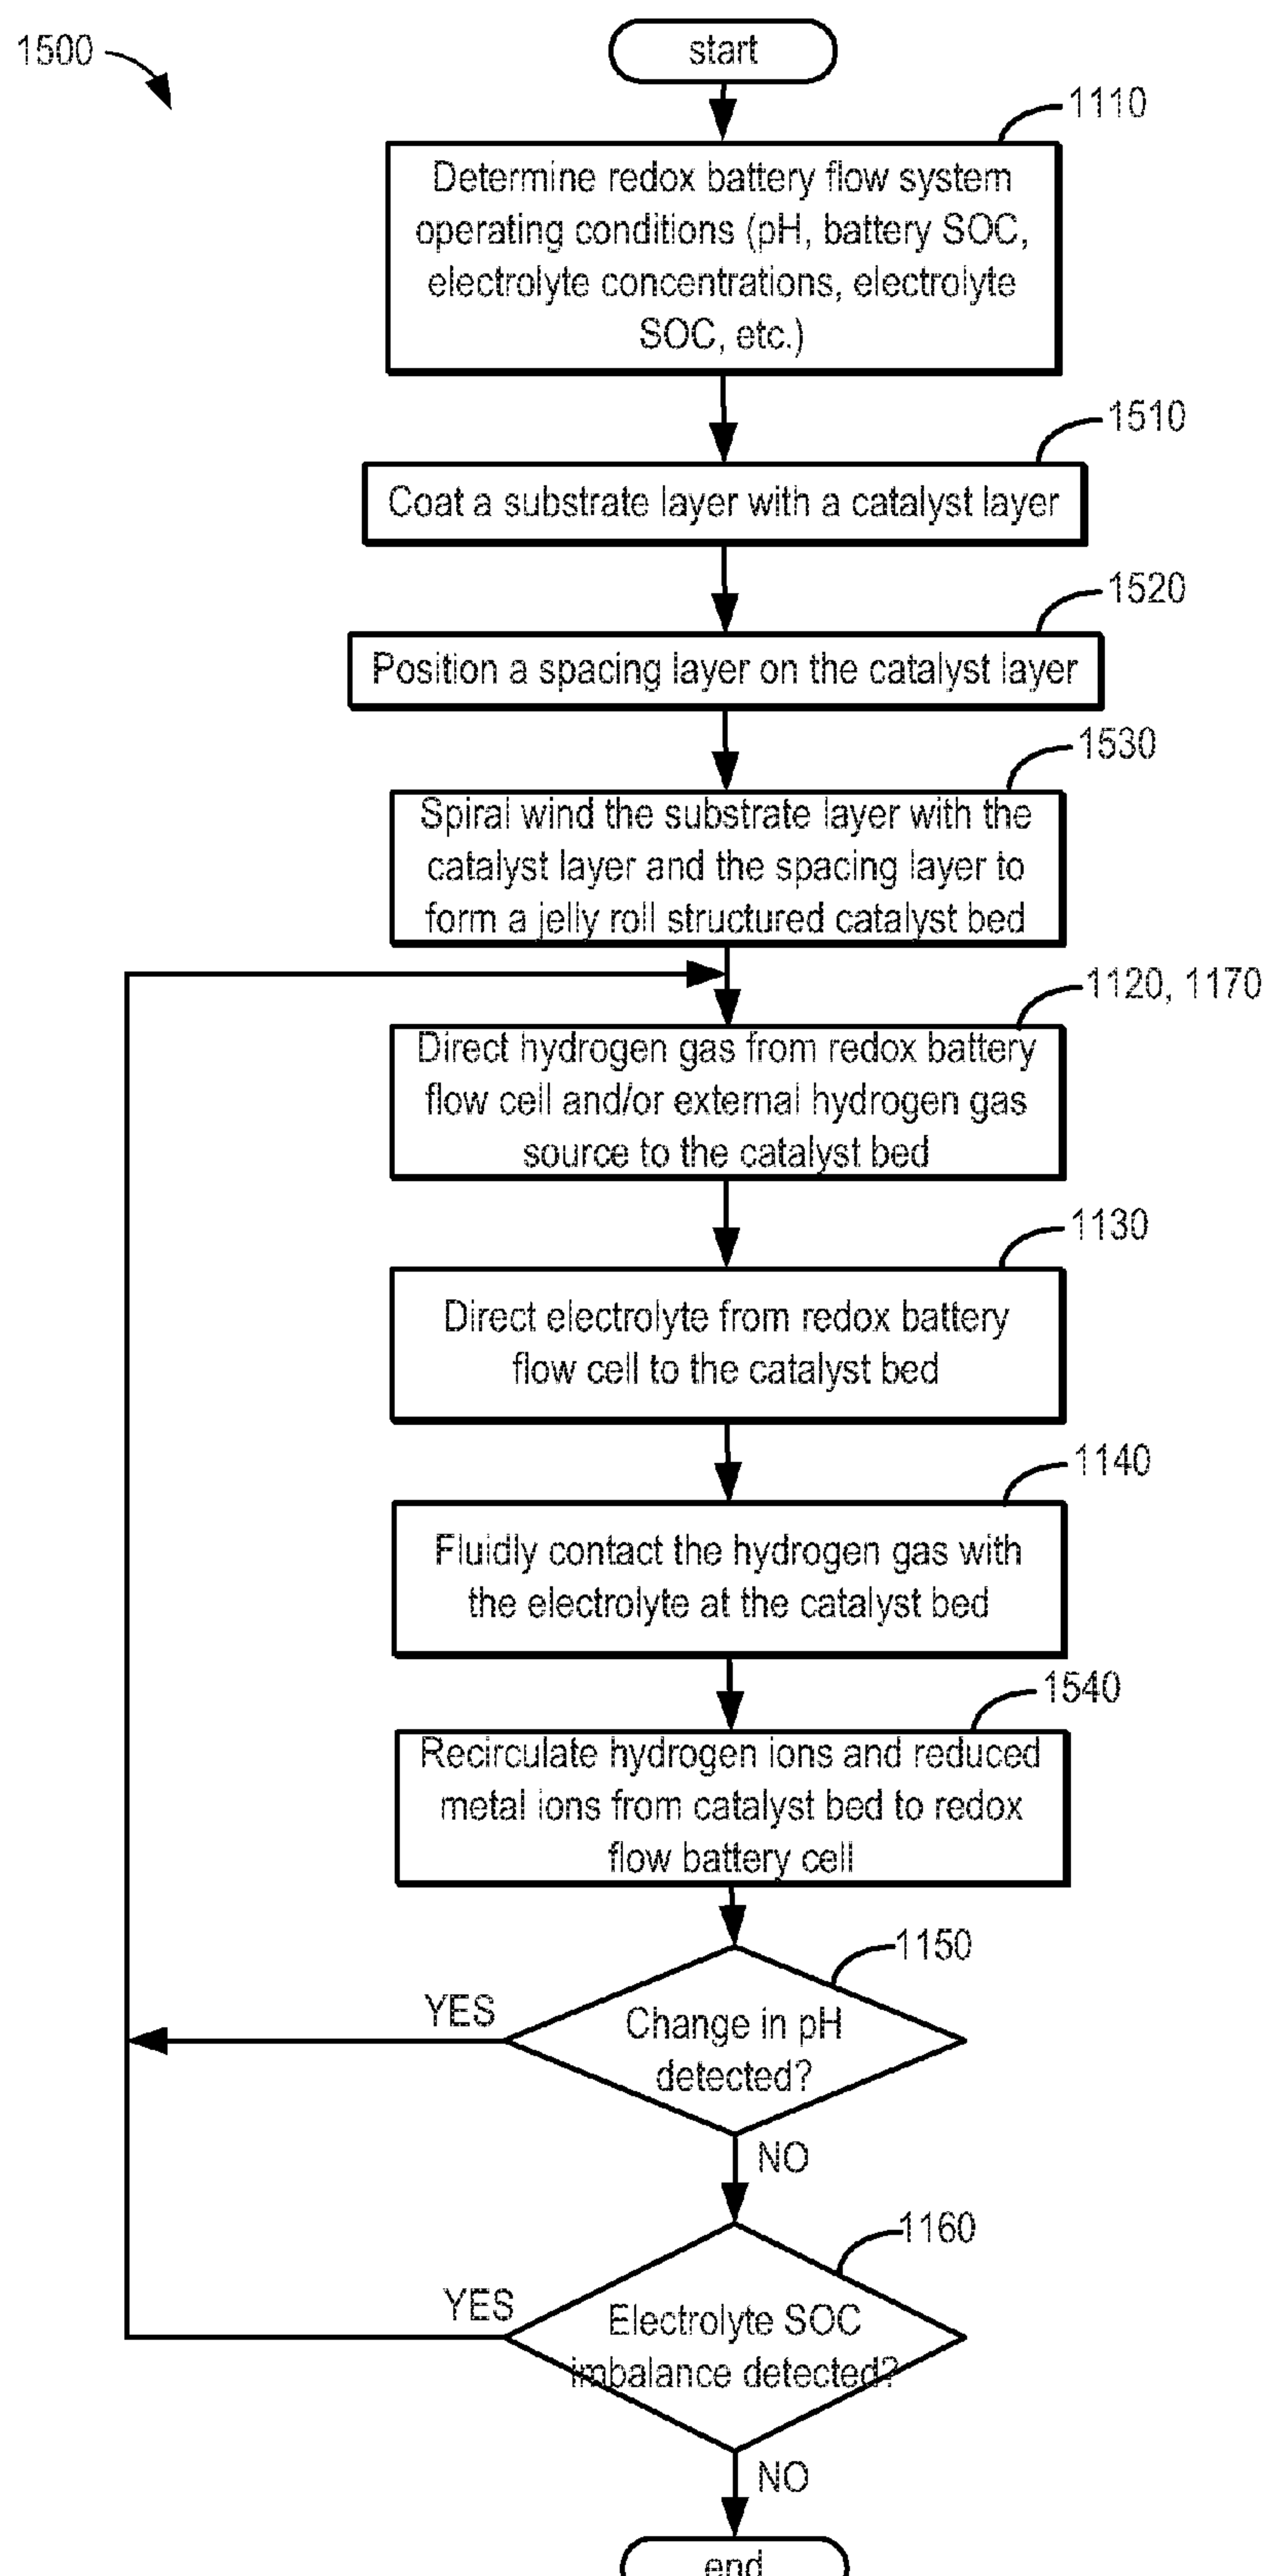 1500
start
1110
Determine redox battery flow system
operating conditions (pH, battery SOC,
electrolyte concentrations, electrolyte
SOC, etc.)
1510
Coat a substrate layer with a catalyst layer
1520
Position a spacing layer on the catalyst layer
1530
Spiral wind the substrate layer with the
catalyst layer and the spacing layer to
form a jelly roll structured catalyst bed
1120, 1170
Direct hydrogen gas from redox battery
flow cell and/or external hydrogen gas
source to the catalyst bed
1130
Direct electrolyte from redox battery
flow cell to the catalyst bed
1140
Fluidly contact the hydrogen gas with
the electrolyte at the catalyst bed
1540
Recirculate hydrogen ions and reduced
metal ions from catalyst bed to redox
flow battery cell
1150
YES
Change in pH
detected?
NO
1160
YES
Electrolyte SOC
imbalance detected?
NO
end